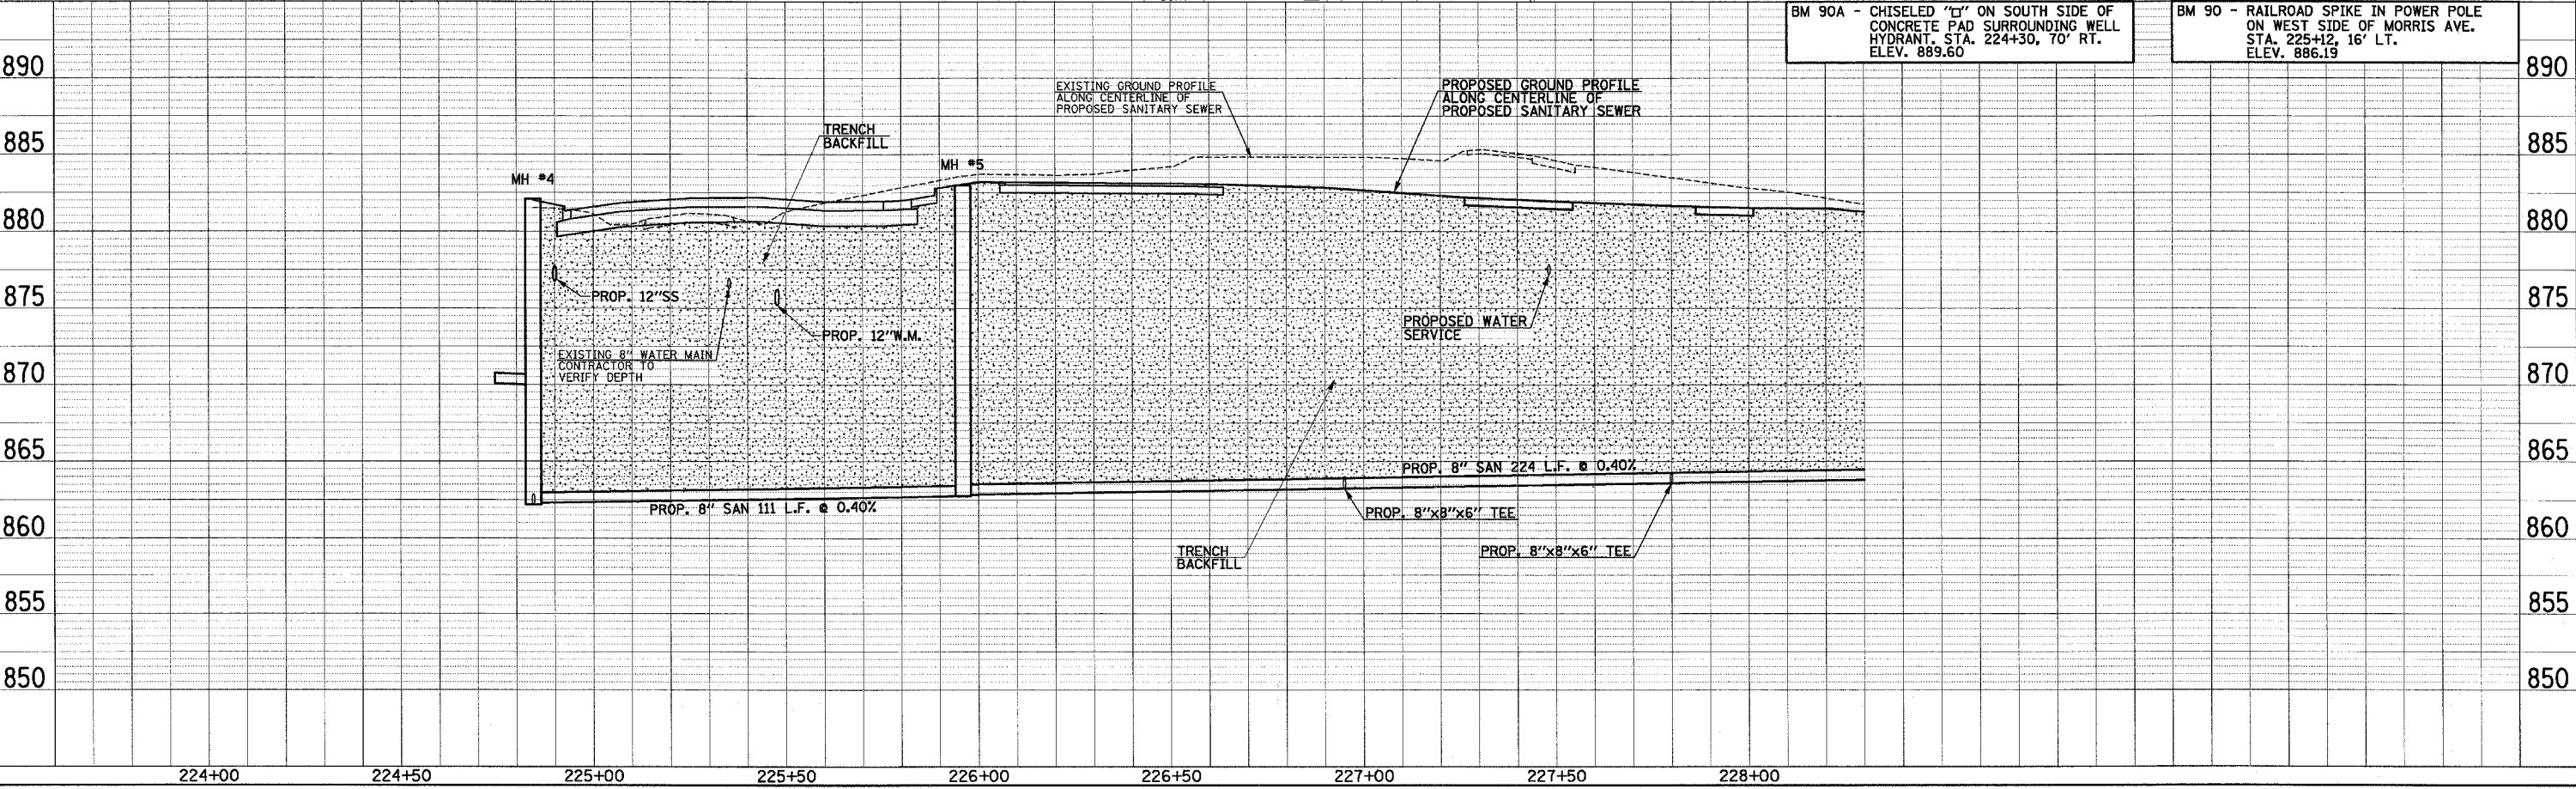 BM 90A - CHISELED "□" ON SOUTH SIDE OF
CONCRETE PAD SURROUNDING WELL
HYDRANT. STA. 224+30, 70' RT.
ELEV. 889.60
BM 90 - RAILROAD SPIKE IN POWER POLE
ON WEST SIDE OF MORRIS AVE.
STA. 225+12, 16' LT.
ELEV. 886.19
890
890
EXISTING GROUND PROFILE
ALONG CENTERLINE OF
PROPOSED SANITARY SEWER
PROPOSED GROUND PROFILE
ALONG CENTERLINE OF
PROPOSED SANITARY SEWER
TRENCH
BACKFILL
885
885
MH #4
MH #5
880
880
PROP. 12"SS
875
875
PROP. 12"W.M.
PROPOSED WATER
SERVICE
EXISTING 8" WATER MAIN
CONTRACTOR TO
VERIFY DEPTH
870
870
865
865
PROP. 8" SAN 224 L.F. @ 0.40%
PROP. 8" SAN 111 L.F. @ 0.40%
PROP. 8"x8"x6" TEE
860
860
TRENCH
BACKFILL
PROP. 8"x8"x6" TEE
855
855
850
850
224+00
224+50
225+00
225+50
226+00
226+50
227+00
227+50
228+00